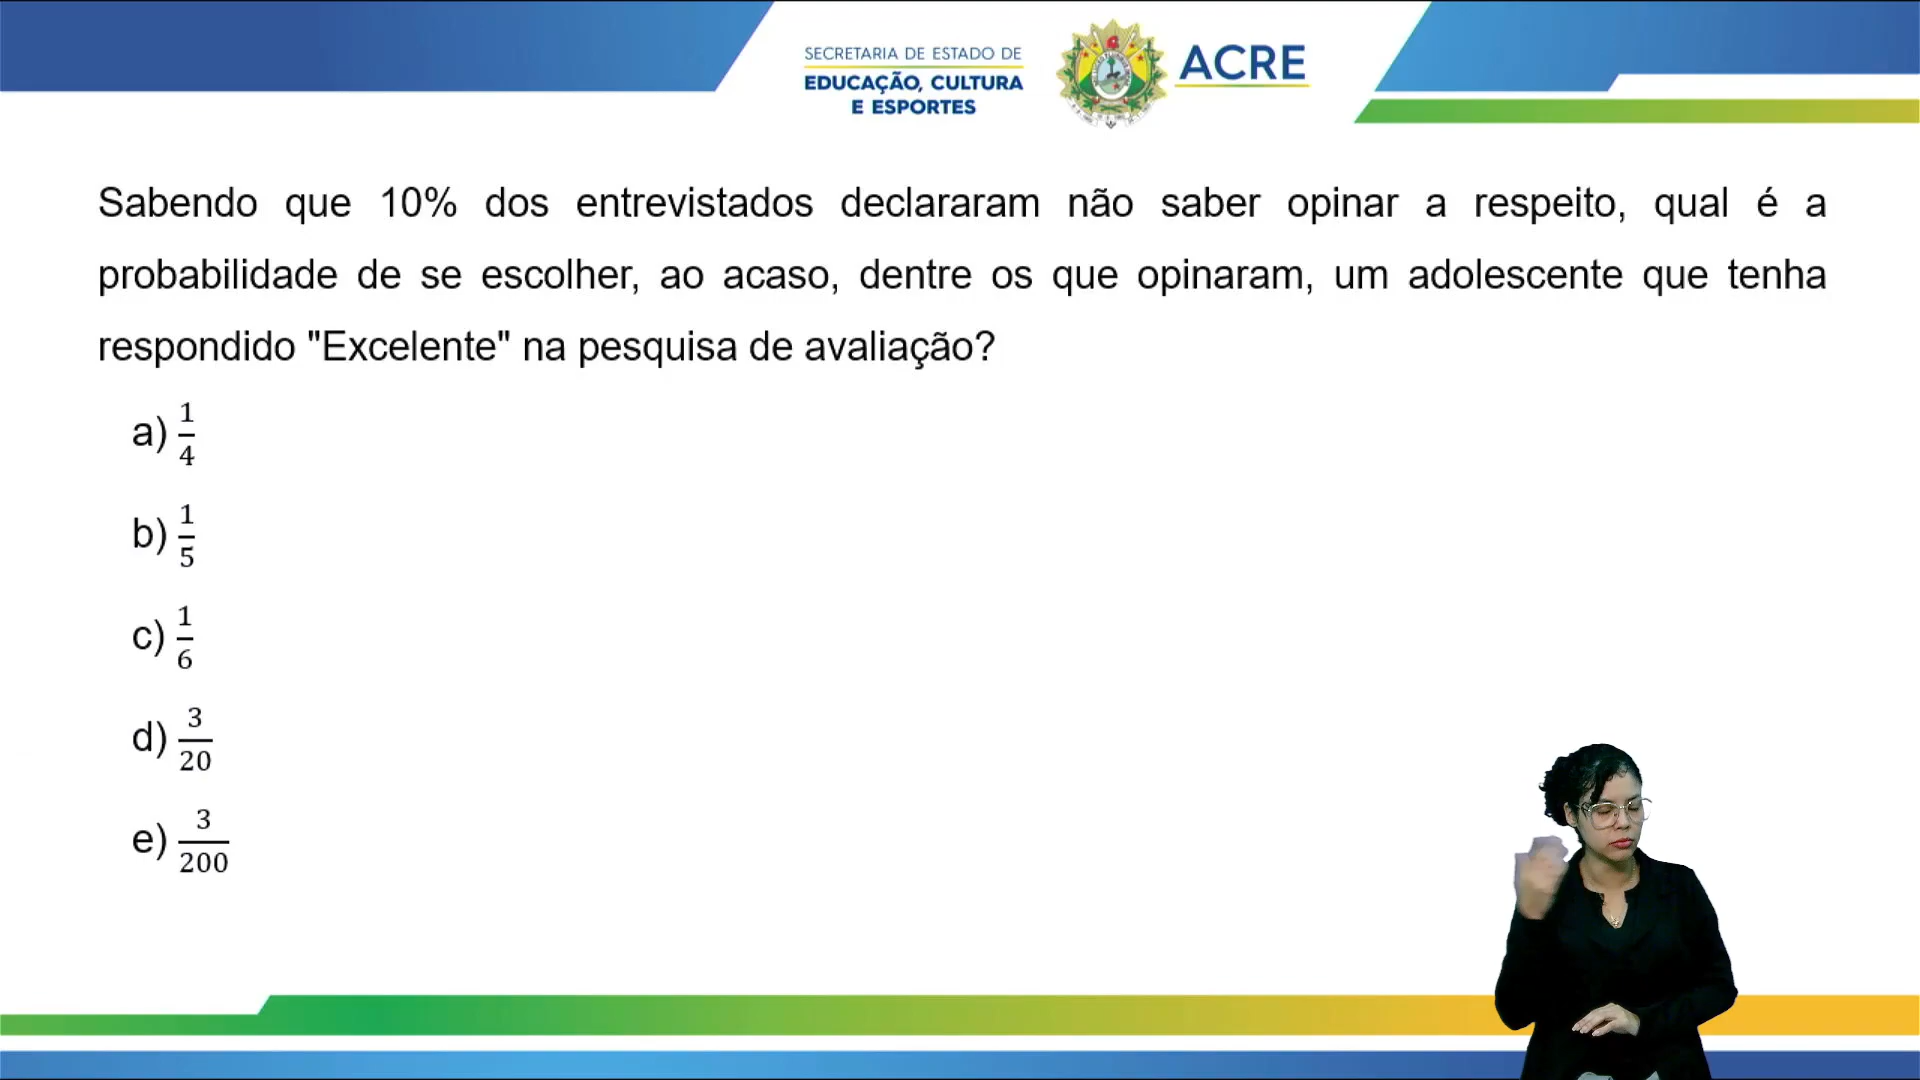 SECRETARIA DE ESTADO DE
EDUCAÇÃO, CULTURA
E ESPORTES
ACRE
Sabendo que 10% dos entrevistados declararam não saber opinar a respeito, qual é a
probabilidade de se escolher, ao acaso, dentre os que opinaram, um adolescente que tenha
respondido "Excelente" na pesquisa de avaliação?
a) 1/4
b) 1/5
c) 1/6
d) 3/20
e) 3/200